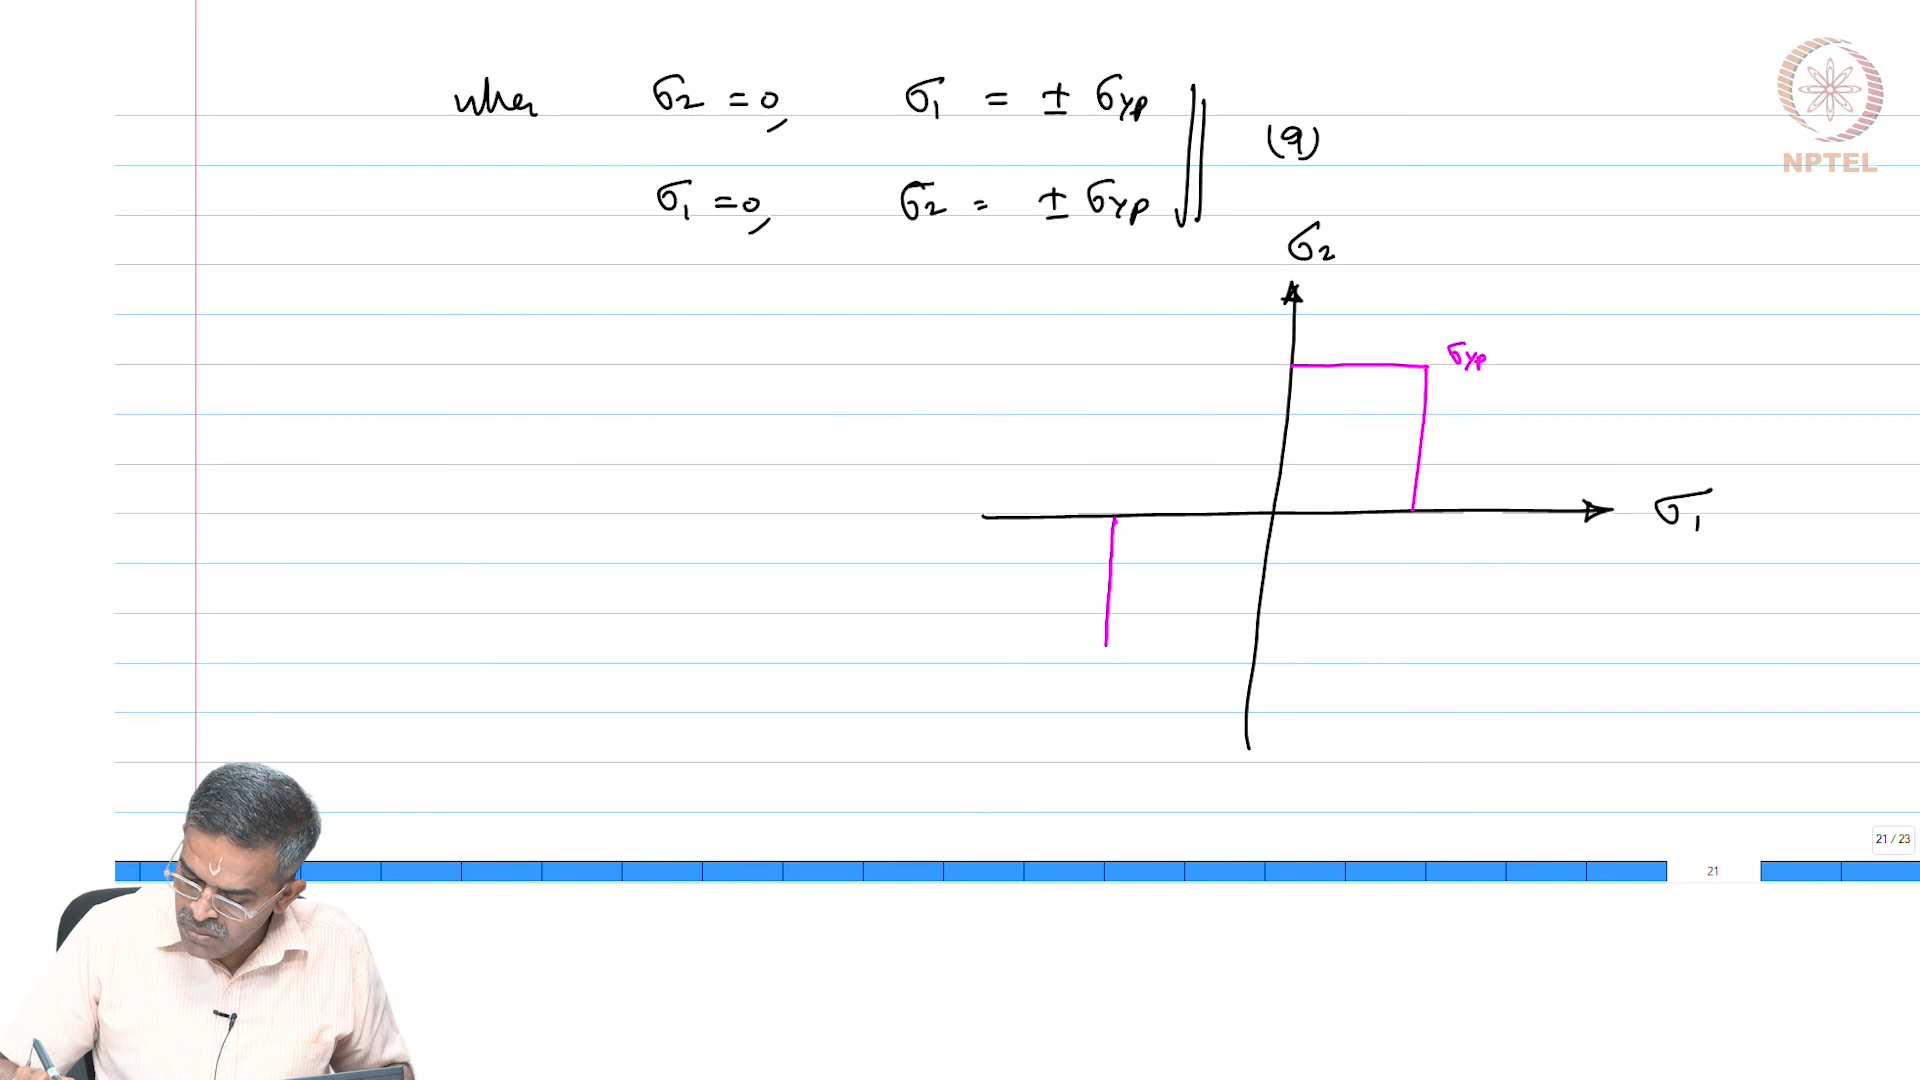 when σ2 = 0, σ1 = ± σyp
(9)
σ1 = 0, σ2 = ± σyp
σ2
σyp
σ1
NPTEL
21 / 23
21